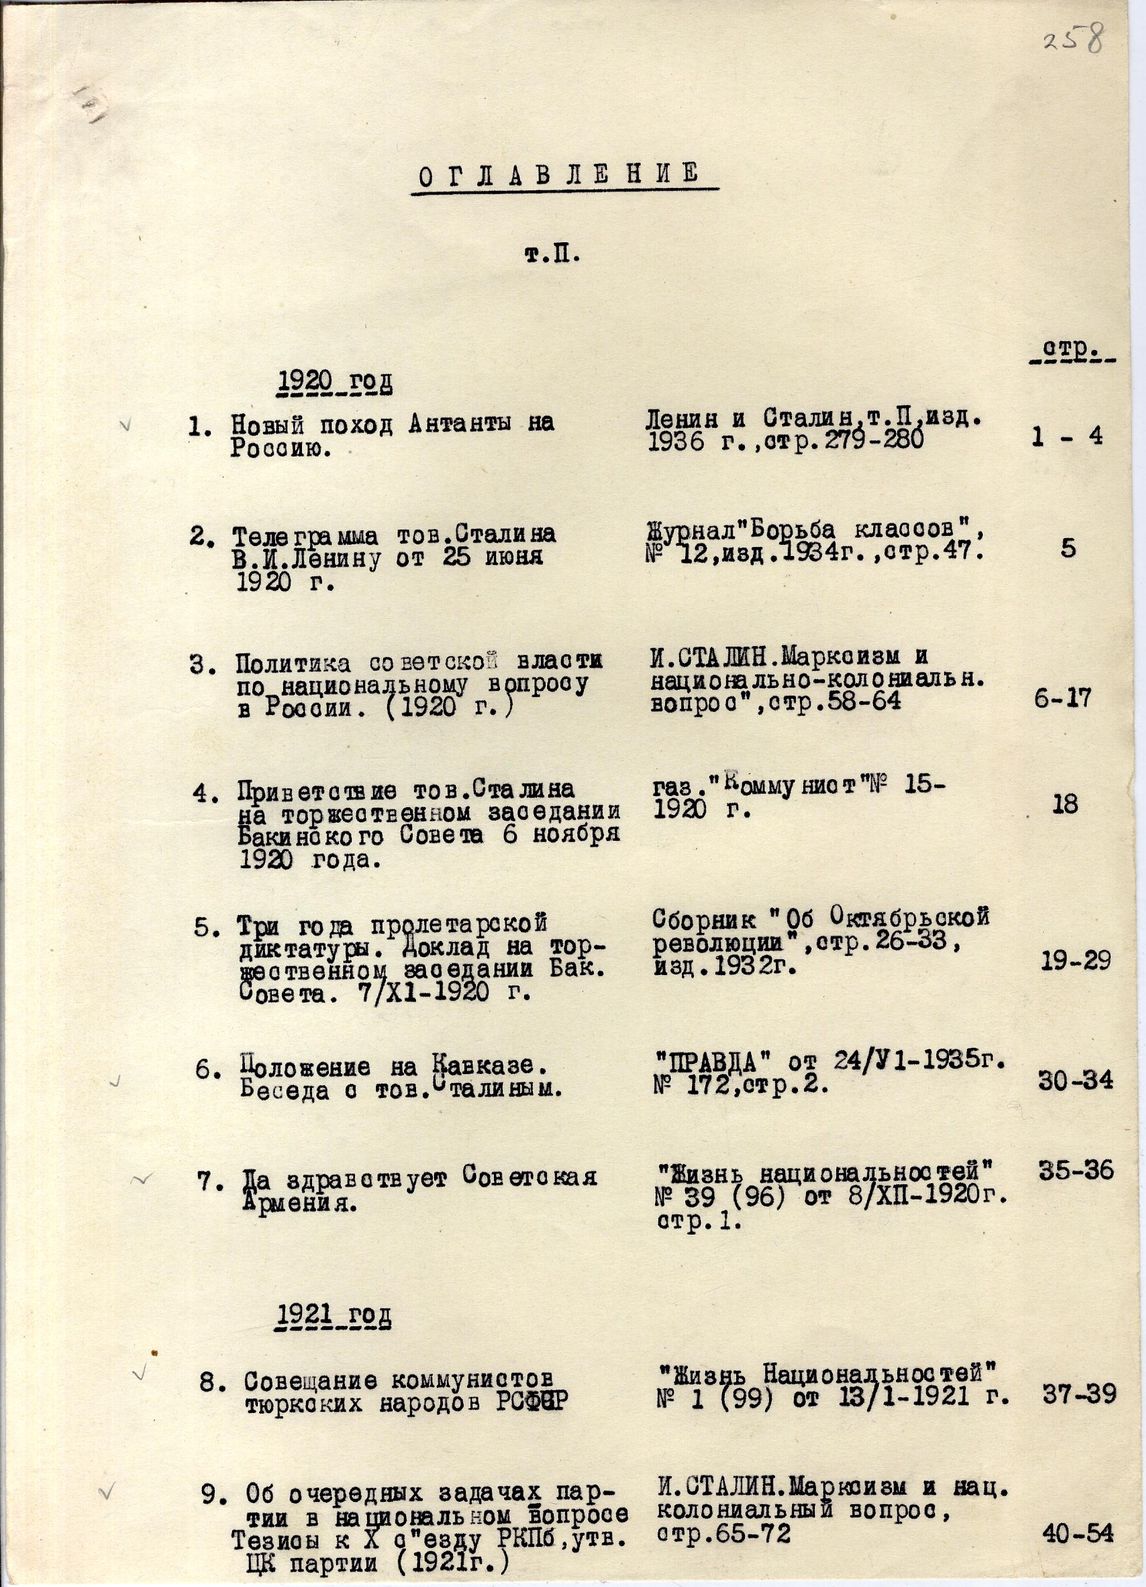 258
ОГЛАВЛЕНИЕ
т.П.
стр.
1920 год
1. Новый поход Антанты на
Россию.
Ленин и Сталин,т.П,изд.
1936 г.,стр.279-280
1 - 4
2. Телеграмма тов.Сталина
В.И.Ленину от 25 июня
1920 г.
Журнал"Борьба классов",
№ 12,изд.1934г.,стр.47.
5
3. Политика советской власти
по национальному вопросу
в России. (1920 г.)
И.СТАЛИН.Марксизм и
национально-колониальн.
вопрос",стр.58-64
6-17
4. Приветствие тов.Сталина
на торжественном заседании
Бакинского Совета 6 ноября
1920 года.
газ."Коммунист"№ 15-
1920 г.
18
5. Три года пролетарской
диктатуры. Доклад на тор-
жественном заседании Бак.
Совета. 7/X1-1920 г.
Сборник "Об Октябрьской
революции",стр.26-33,
изд.1932г.
19-29
6. Положение на Кавказе.
Беседа с тов.Сталиным.
"ПРАВДА" от 24/У1-1935г.
№ 172,стр.2.
30-34
7. Да здравствует Советская
Армения.
"Жизнь национальностей"
№ 39 (96) от 8/ХП-1920г.
стр.1.
35-36
1921 год
8. Совещание коммунистов
тюркских народов РСФСР
"Жизнь Национальностей"
№ 1 (99) от 13/1-1921 г.
37-39
9. Об очередных задачах пар-
тии в национальном вопросе
Тезисы к X с"езду РКПб,утв.
ЦК партии (1921г.)
И.СТАЛИН.Марксизм и нац.
колониальный вопрос,
стр.65-72
40-54